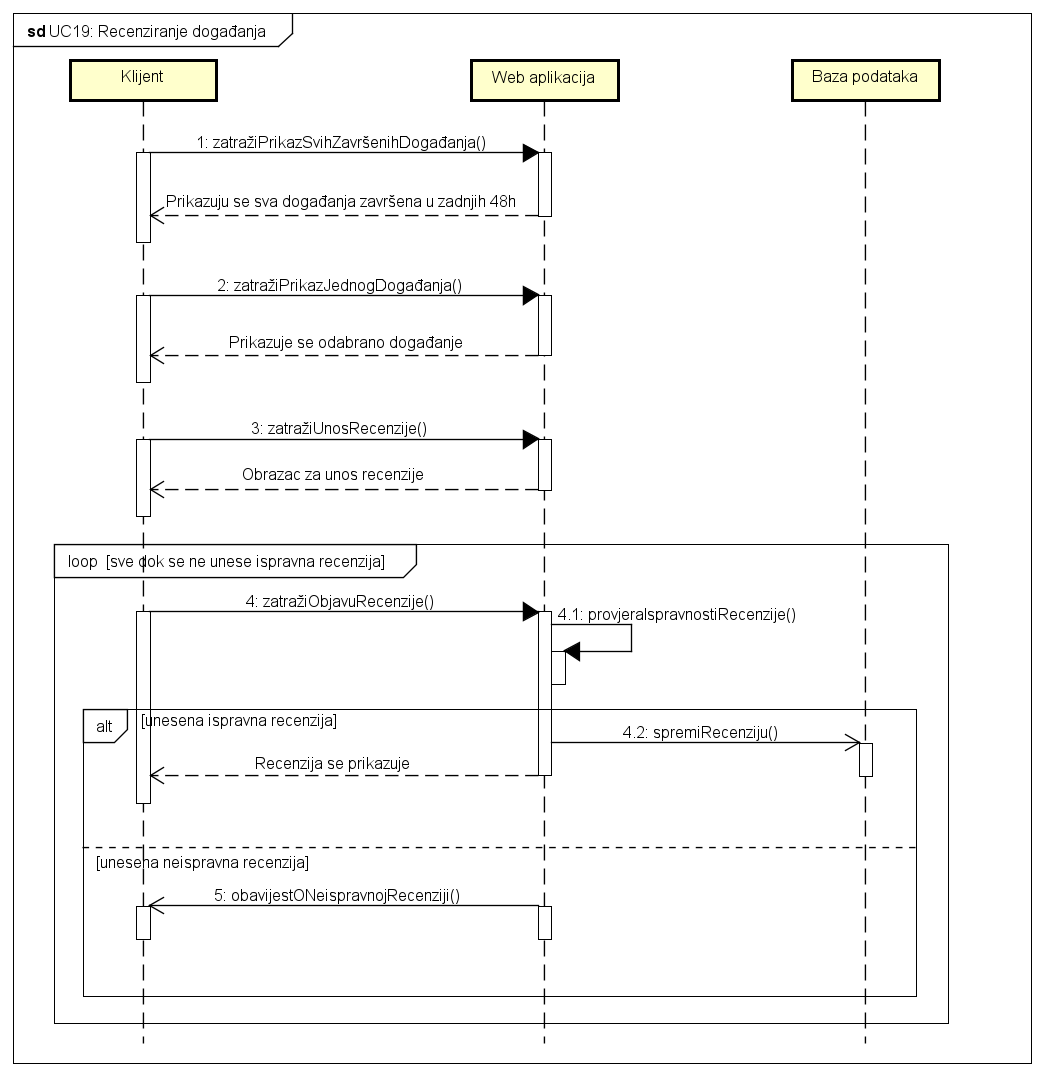 sd UC19: Recenziranje događanja
Klijent
Web aplikacija
Baza podataka
1: zatražiPrikazSvihZavršenihDogađanja()
Prikazuju se sva događanja završena u zadnjih 48h
2: zatražiPrikazJednogDogađanja()
Prikazuje se odabrano događanje
3: zatražiUnosRecenzije()
Obrazac za unos recenzije
loop [sve dok se ne unese ispravna recenzija]
4: zatražiObjavuRecenzije()
4.1: provjeraIspravnostiRecenzije()
alt
[unesena ispravna recenzija]
4.2: spremiRecenziju()
Recenzija se prikazuje
[unesena neispravna recenzija]
5: obavijestONeispravnojRecenziji()